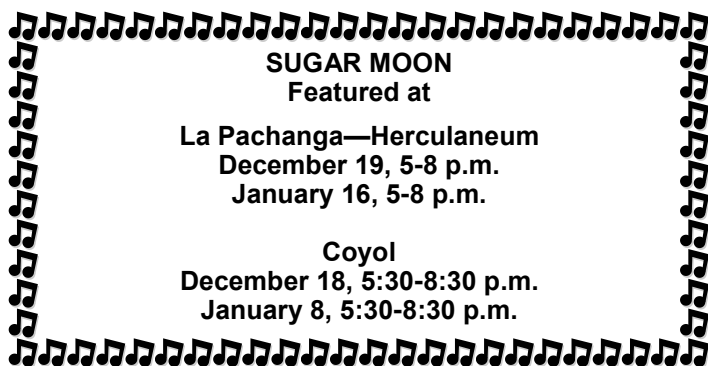 SUGAR MOON
Featured at
La Pachanga—Herculaneum
December 19, 5-8 p.m.
January 16, 5-8 p.m.
Coyol
December 18, 5:30-8:30 p.m.
January 8, 5:30-8:30 p.m.